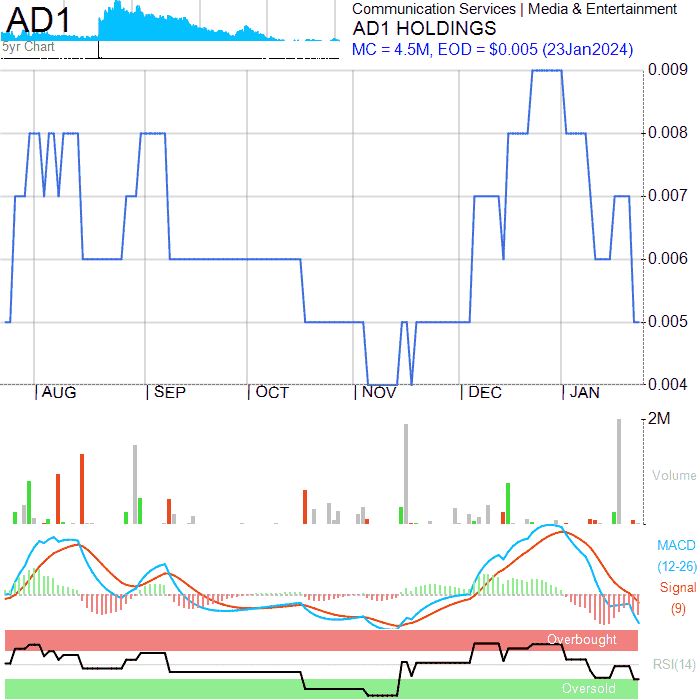 AD1
Communication Services | Media & Entertainment
AD1 HOLDINGS
MC = 4.5M, EOD = $0.005 (23Jan2024)
5yr Chart
0.009
0.008
0.007
0.006
0.005
0.004
AUG SEP OCT NOV DEC JAN
2M
Volume
MACD
(12-26)
Signal
(9)
Overbought
RSI(14)
Oversold